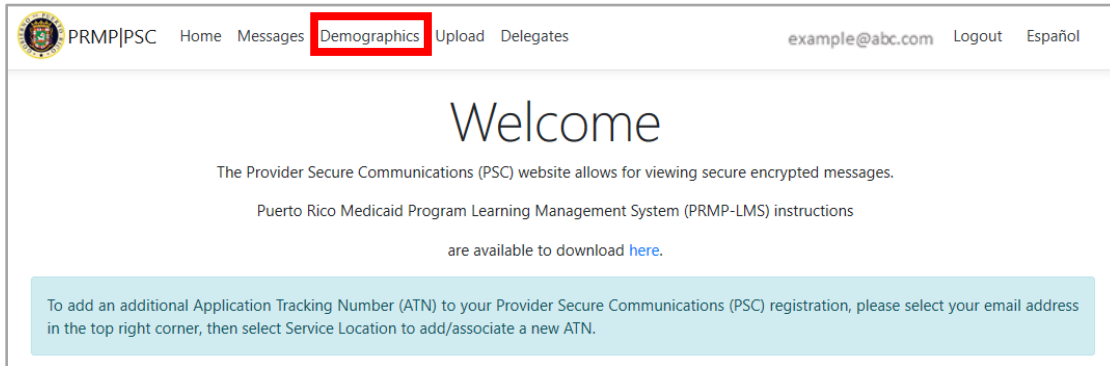 PRMP|PSC Home Messages Demographics Upload Delegates example@abc.com Logout Español
Welcome
The Provider Secure Communications (PSC) website allows for viewing secure encrypted messages.
Puerto Rico Medicaid Program Learning Management System (PRMP-LMS) instructions
are available to download here.
To add an additional Application Tracking Number (ATN) to your Provider Secure Communications (PSC) registration, please select your email address
in the top right corner, then select Service Location to add/associate a new ATN.